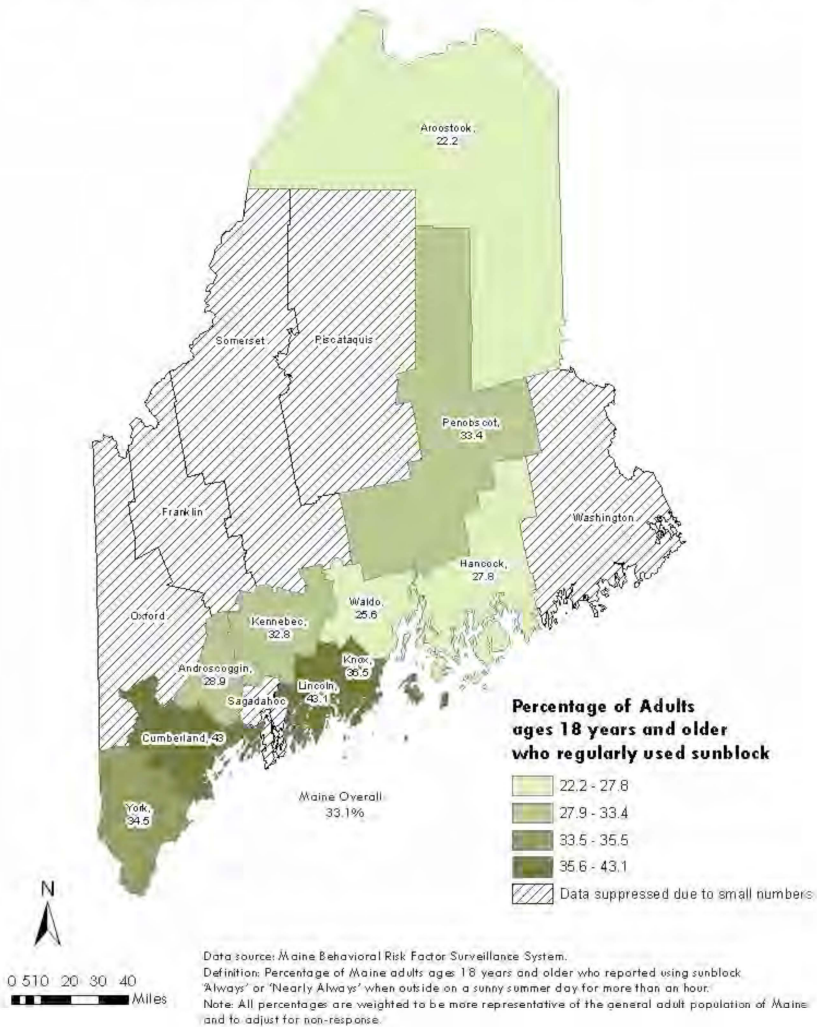 Aroostook,
22.2
Somerset
Piscataquis
Penobscot,
33.4
Franklin
Washington
Hancock,
27.8
Oxford
Waldo,
25.6
Kennebec,
32.8
Knox,
36.5
Androscoggin,
28.9
Lincoln,
43.1
Sagadahoc
Cumberland, 43
York,
34.5
Maine Overall
33.1%
Percentage of Adults
ages 18 years and older
who regularly used sunblock
22.2 - 27.8
27.9 - 33.4
33.5 - 35.5
35.6 - 43.1
Data suppressed due to small numbers
N
0 5 10 20 30 40
Miles
Data source: Maine Behavioral Risk Factor Surveillance System.
Definition: Percentage of Maine adults ages 18 years and older who reported using sunblock
'Always' or 'Nearly Always' when outside on a sunny summer day for more than an hour.
Note: All percentages are weighted to be more representative of the general adult population of Maine
and to adjust for non-response.